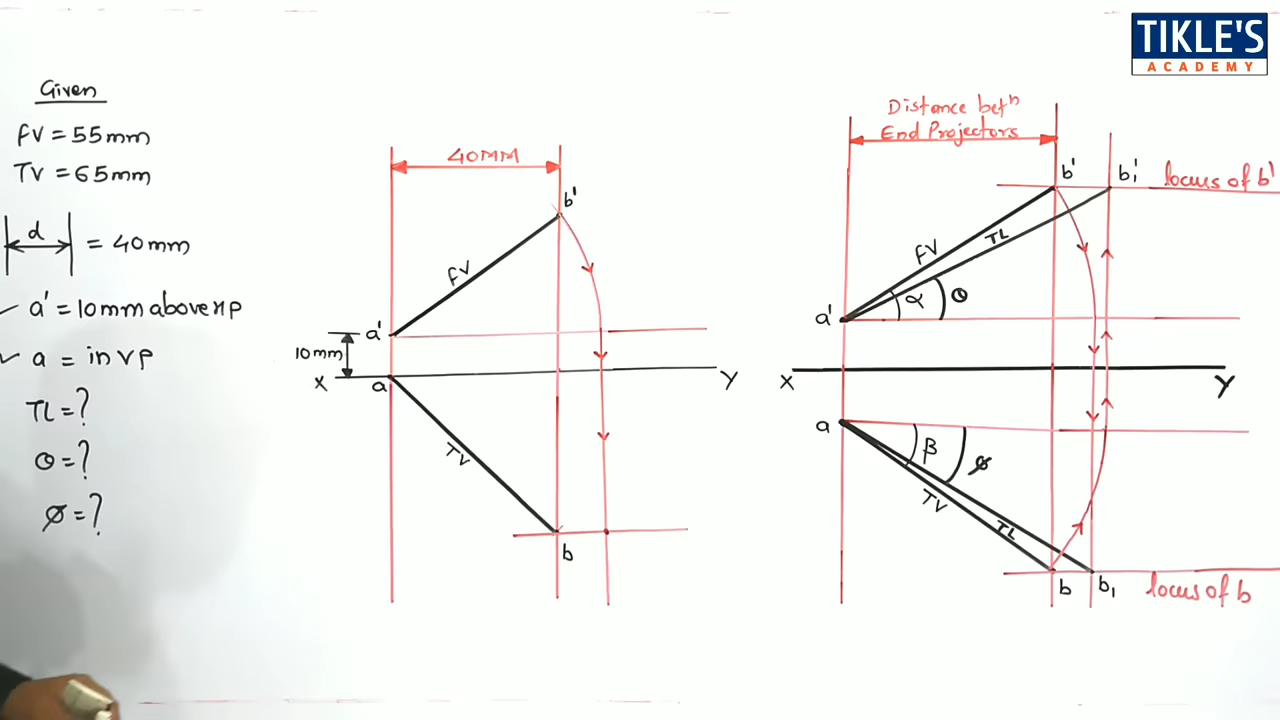 TIKLE'S
ACADEMY
Given
FV = 55mm
TV = 65mm
d = 40mm
✓ a' = 10mm above xp
✓ a = in VP
TL = ?
θ = ?
ø = ?
40MM
b'
FV
a'
10mm
X
a
Y
TV
b
Distance betⁿ
End Projectors
b'
b₁'
locus of b'
FV
TL
a'
α
θ
X
Y
a
β
ø
TV
TL
b
b₁
locus of b